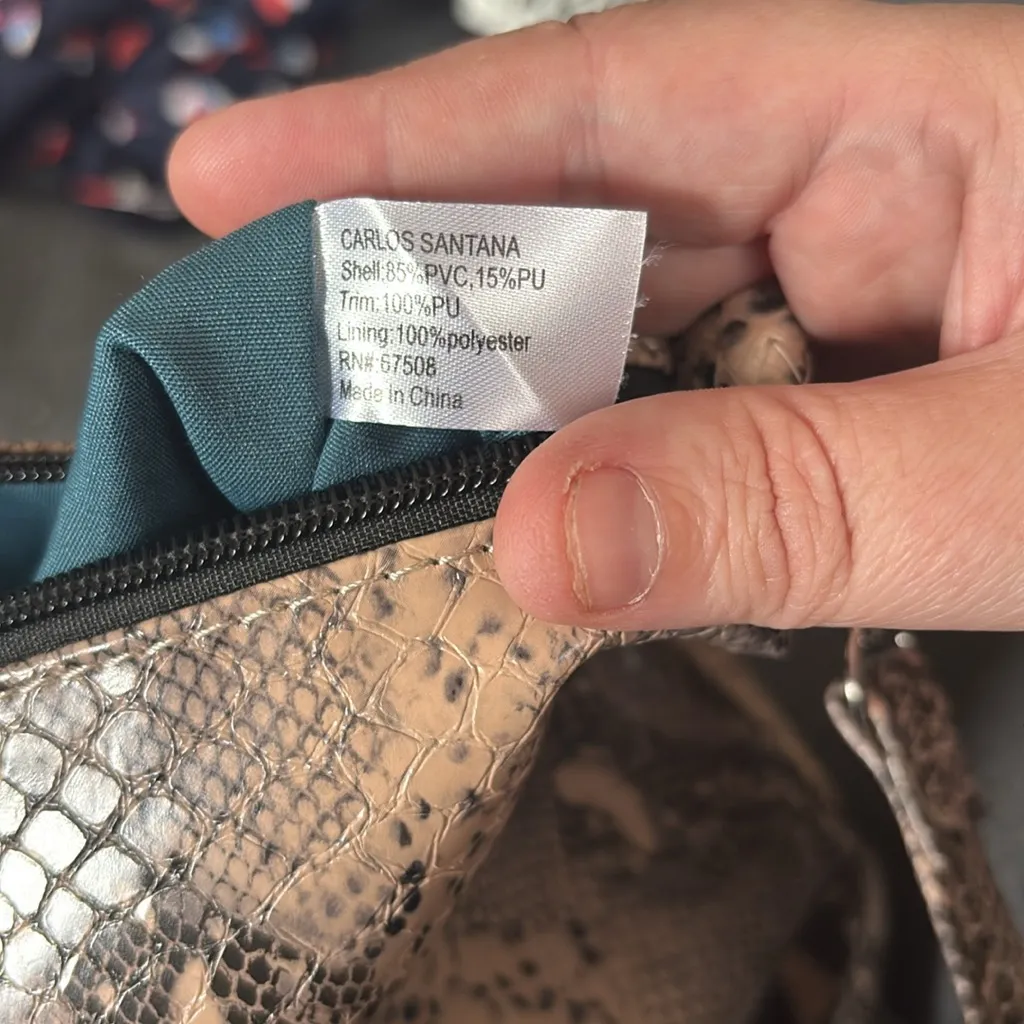 CARLOS SANTANA
Shell:85%PVC,15%PU
Trim:100%PU
Lining:100%polyester
RN#:67508
Made In China